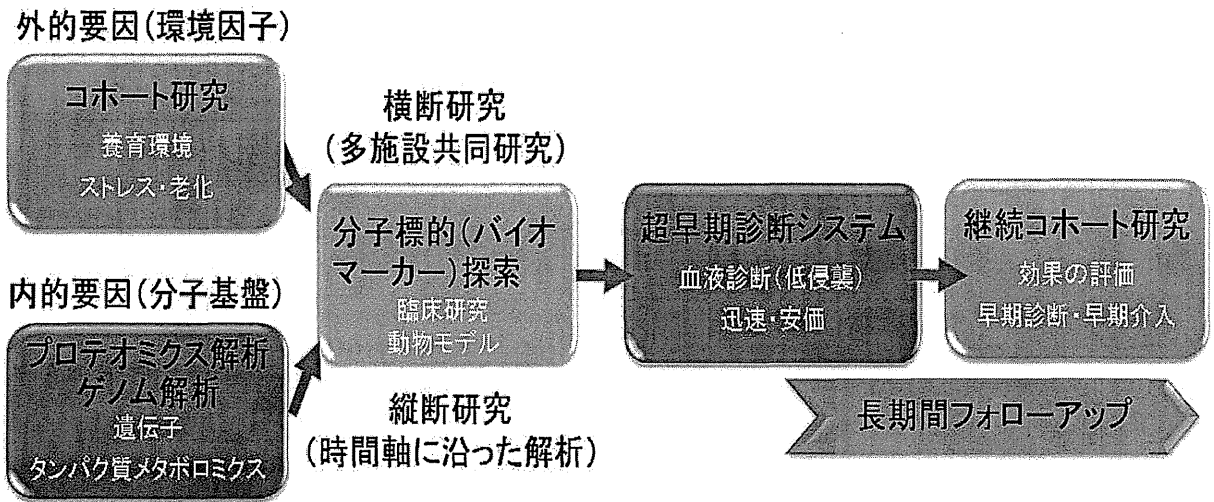 外的要因(環境因子)
コホート研究
養育環境
ストレス・老化
内的要因(分子基盤)
プロテオミクス解析
ゲノム解析
遺伝子
タンパク質メタボロミクス
横断研究
(多施設共同研究)
分子標的(バイオ
マーカー)探索
臨床研究
動物モデル
縦断研究
(時間軸に沿った解析)
超早期診断システム
血液診断(低侵襲)
迅速・安価
継続コホート研究
効果の評価
早期診断・早期介入
長期間フォローアップ